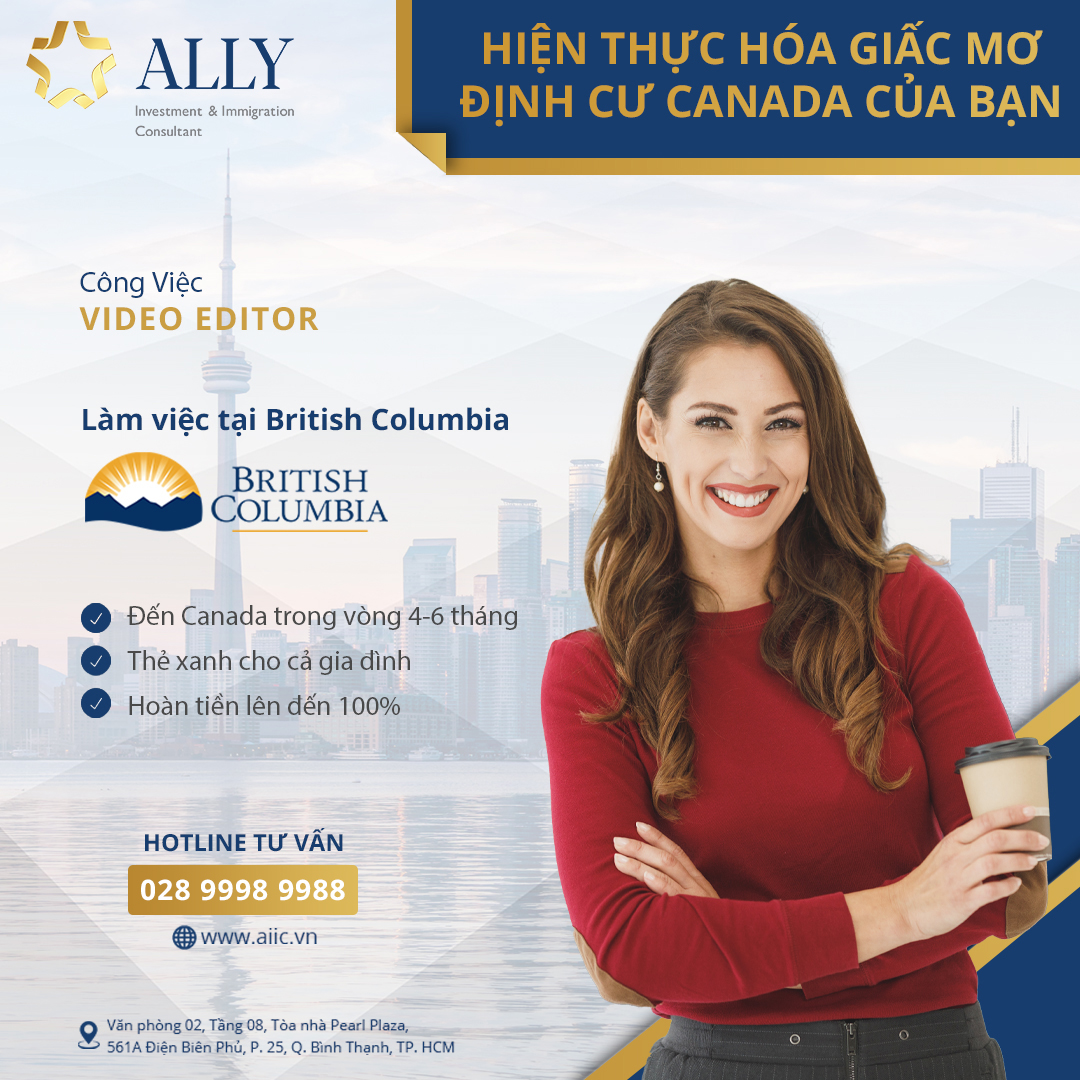 ALLY
Investment & Immigration
Consultant
HIỆN THỰC HÓA GIẤC MƠ
ĐỊNH CƯ CANADA CỦA BẠN
Công Việc
VIDEO EDITOR
Làm việc tại British Columbia
BRITISH
COLUMBIA
Đến Canada trong vòng 4-6 tháng
Thẻ xanh cho cả gia đình
Hoàn tiền lên đến 100%
HOTLINE TƯ VẤN
028 9998 9988
www.aiic.vn
Văn phòng 02, Tầng 08, Tòa nhà Pearl Plaza,
561A Điện Biên Phủ, P. 25, Q. Bình Thạnh, TP. HCM